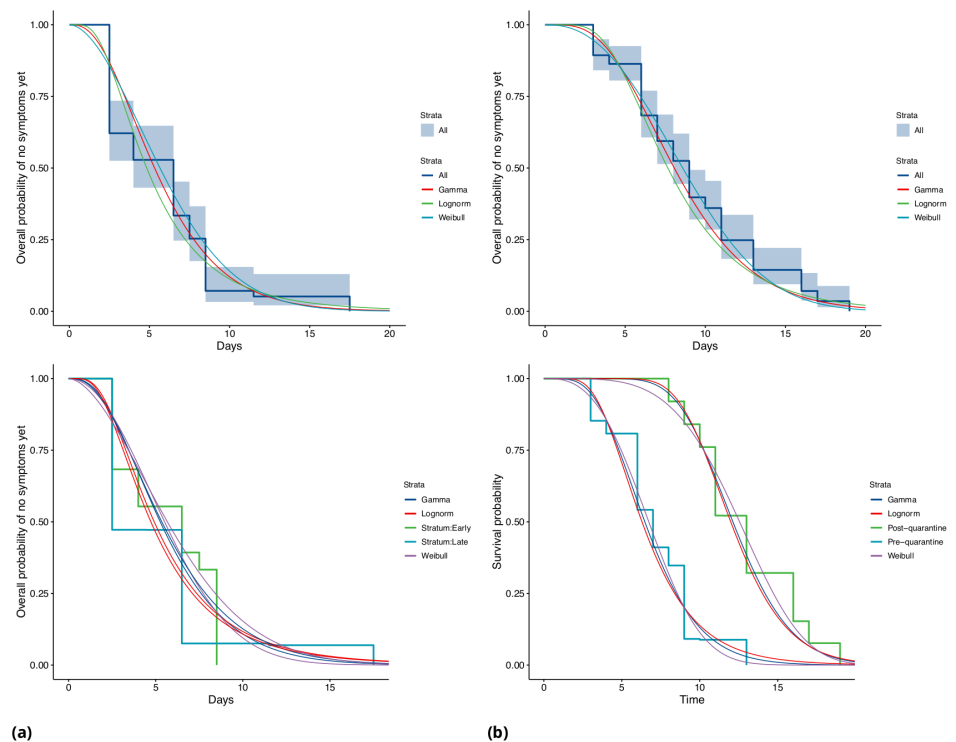 Overall probability of no symptoms yet
1.00
0.75
0.50
0.25
0.00
0
5
10
15
20
Days
Strata
All
Strata
All
Gamma
Lognorm
Weibull
Overall probability of no symptoms yet
1.00
0.75
0.50
0.25
0.00
0
5
10
15
20
Days
Strata
All
Strata
All
Gamma
Lognorm
Weibull
Overall probability of no symptoms yet
1.00
0.75
0.50
0.25
0.00
0
5
10
15
Days
Strata
Gamma
Lognorm
Stratum:Early
Stratum:Late
Weibull
Survival probability
1.00
0.75
0.50
0.25
0.00
0
5
10
15
Time
Strata
Gamma
Lognorm
Post−quarantine
Pre−quarantine
Weibull
(a)
(b)